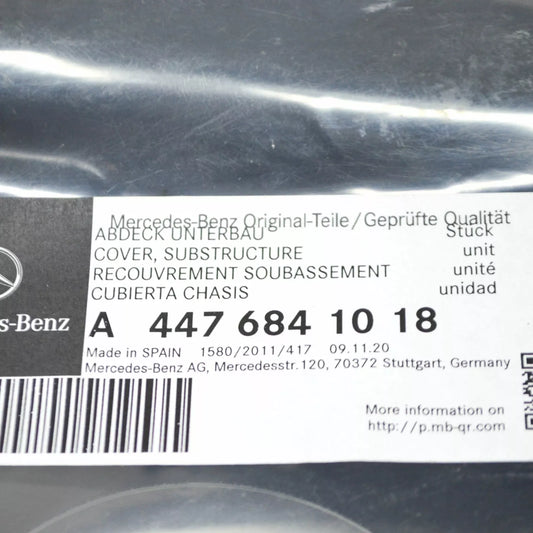 Mercedes-Benz Original-Teile/Geprüfte Qualität
ABDECK UNTERBAU Stück
COVER, SUBSTRUCTURE unit
RECOUVREMENT SOUBASSEMENT unité
CUBIERTA CHASIS unidad
s-Benz
A 447 684 10 18
Made in SPAIN 1580/2011/417 09.11.20
Mercedes-Benz AG, Mercedesstr.120, 70372 Stuttgart, Germany
More information on
http://p.mb-qr.com/